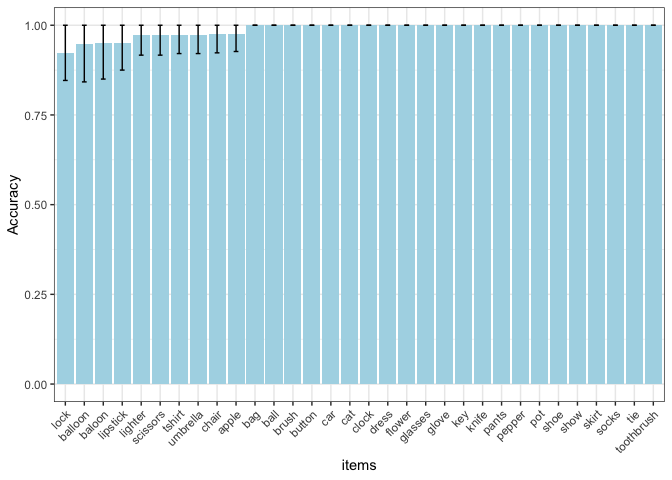 1.00
0.75
0.50
0.25
0.00
Accuracy
lock
balloon
baloon
lipstick
lighter
scissors
tshirt
umbrella
chair
apple
bag
ball
brush
button
car
cat
clock
dress
flower
glasses
glove
key
knife
pants
pepper
pot
shoe
show
skirt
socks
tie
toothbrush
items